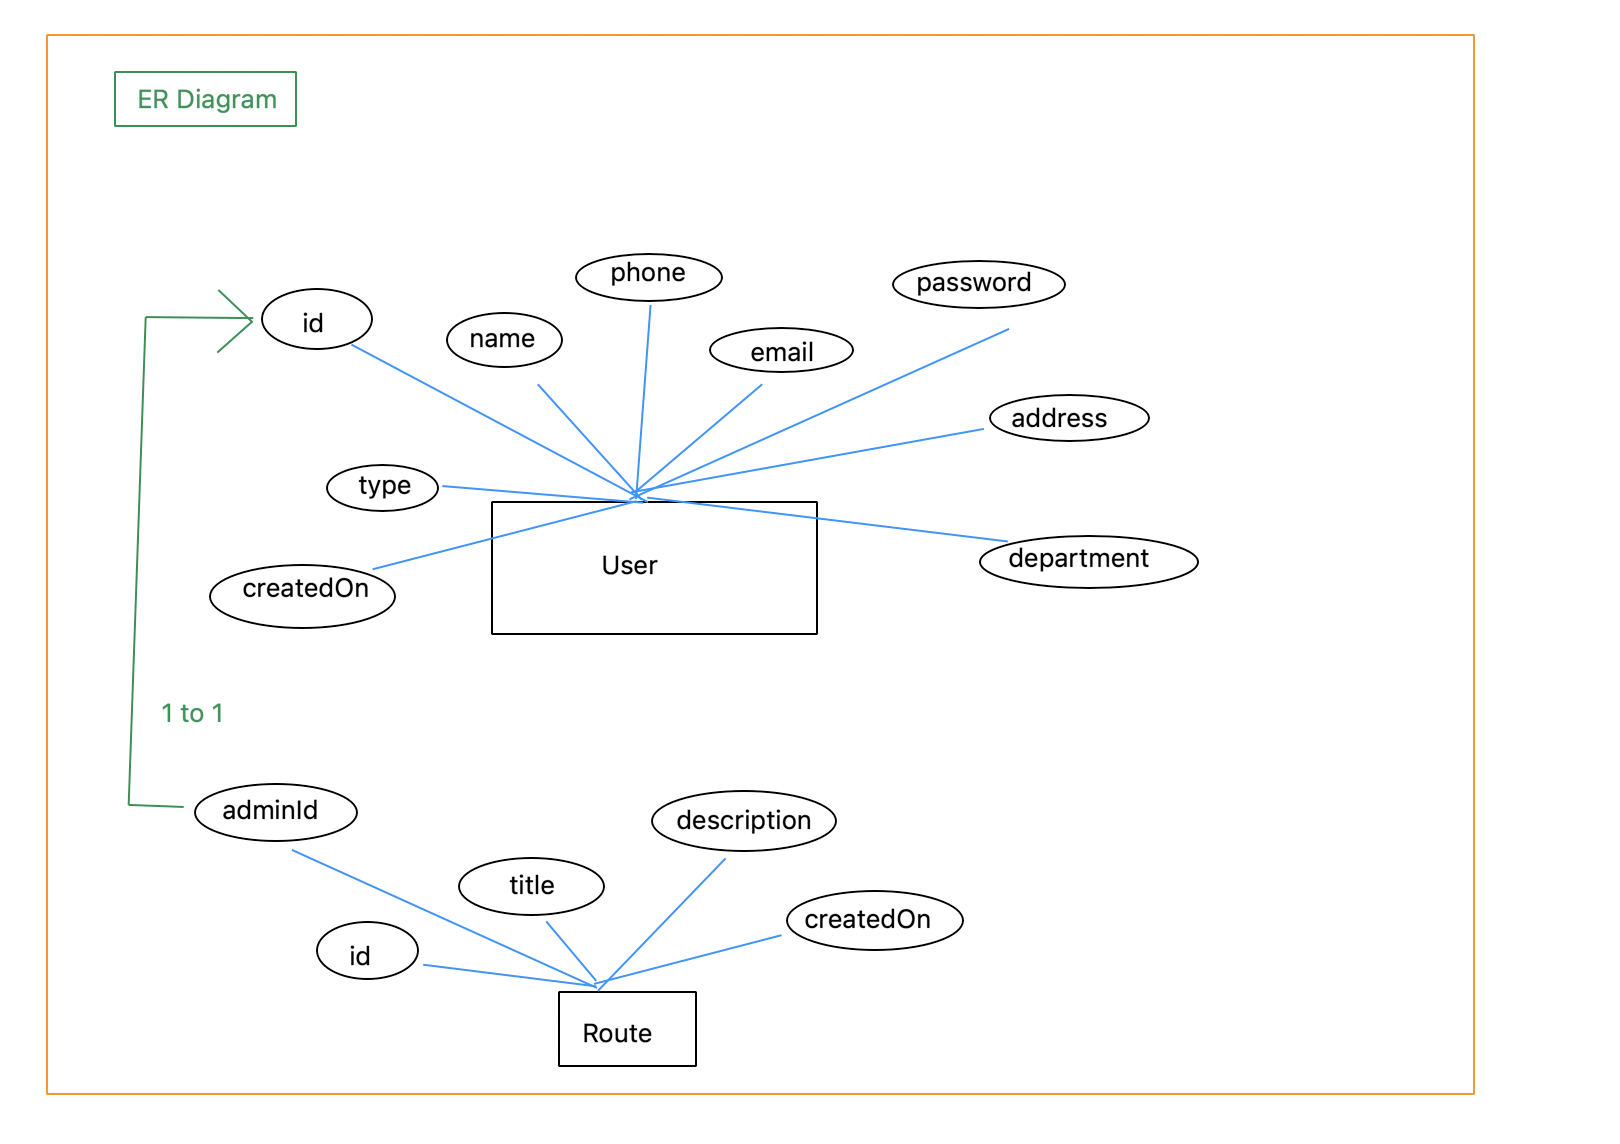 ER Diagram
phone
password
id
name
email
address
type
department
User
createdOn
1 to 1
adminId
description
title
createdOn
id
Route